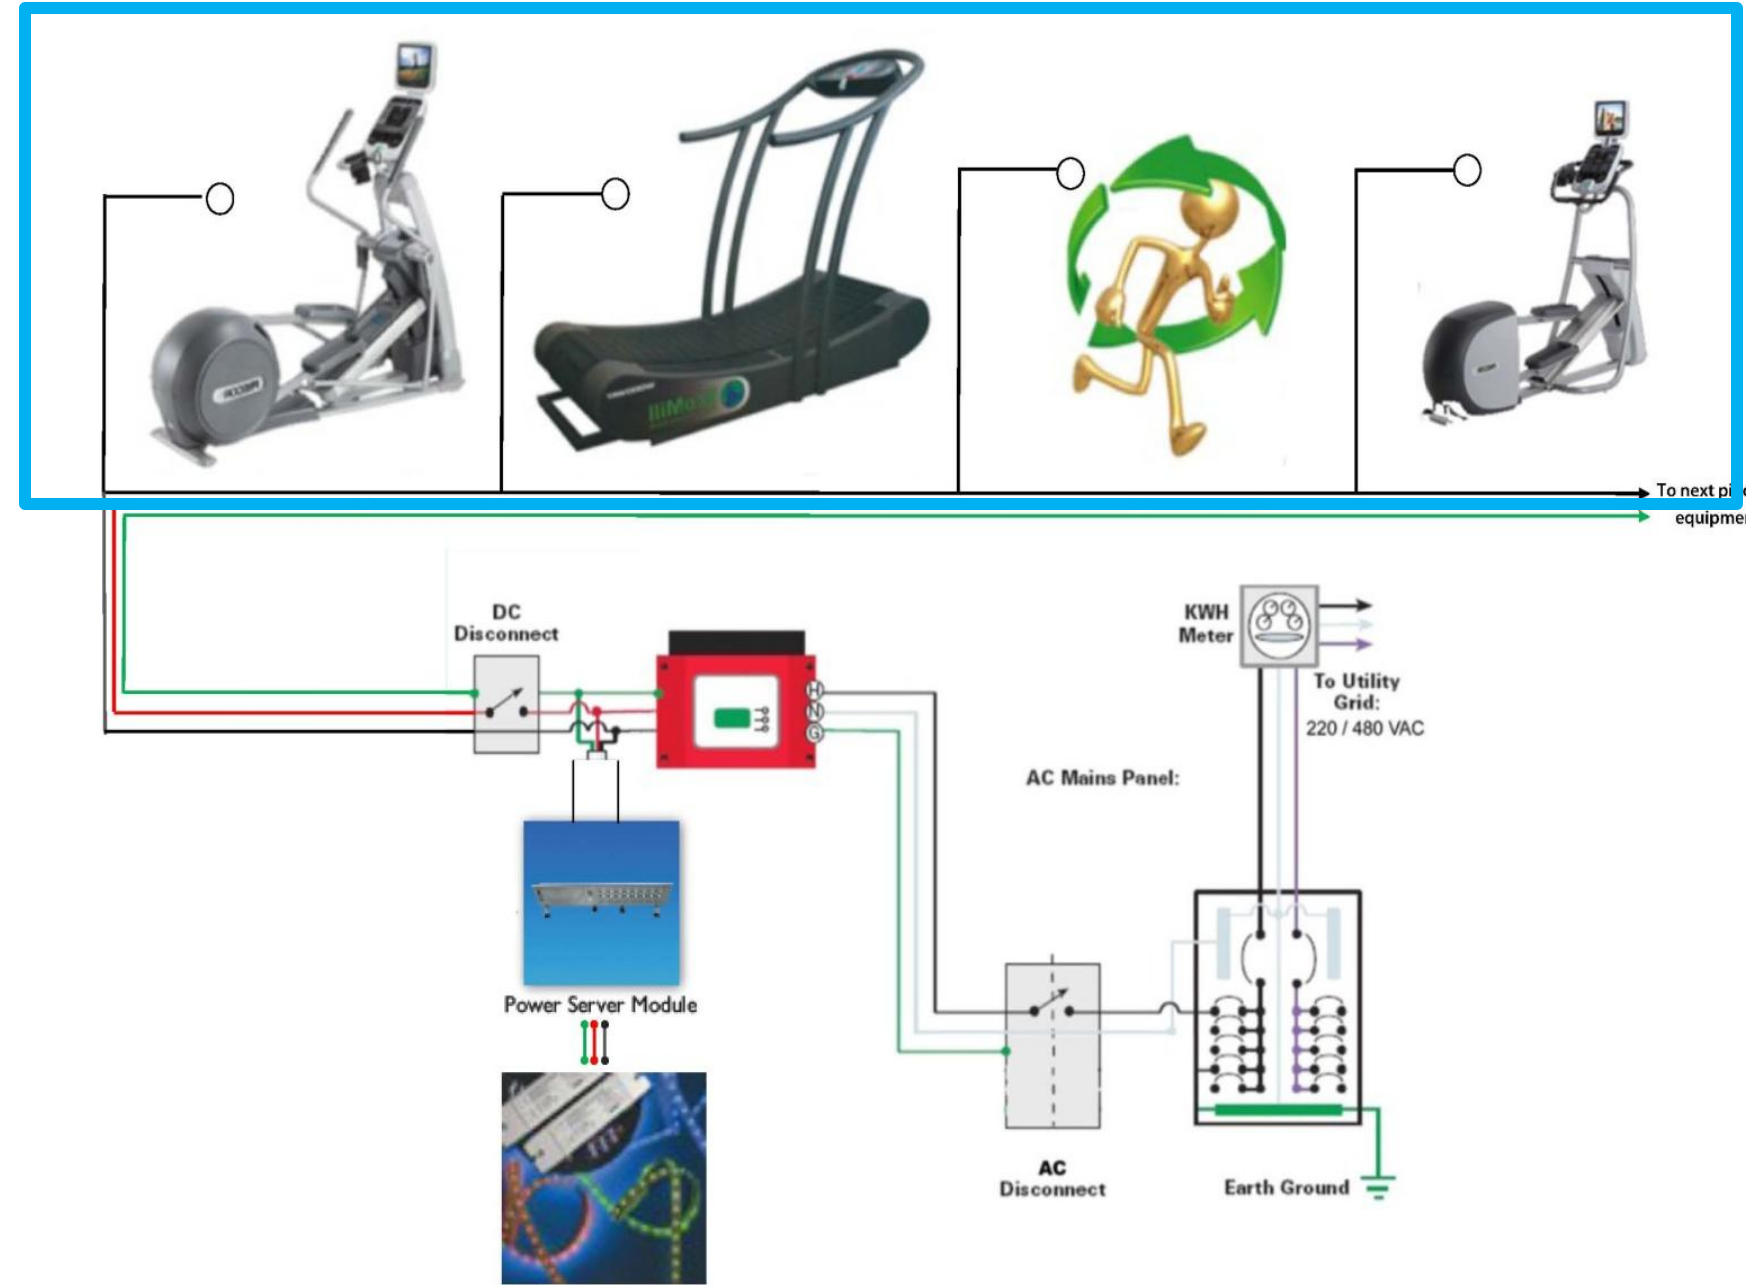 To next pi
equipme
DC
Disconnect
KWH
Meter
To Utility
Grid:
220 / 480 VAC
H
N
G
AC Mains Panel:
Power Server Module
AC
Disconnect
Earth Ground